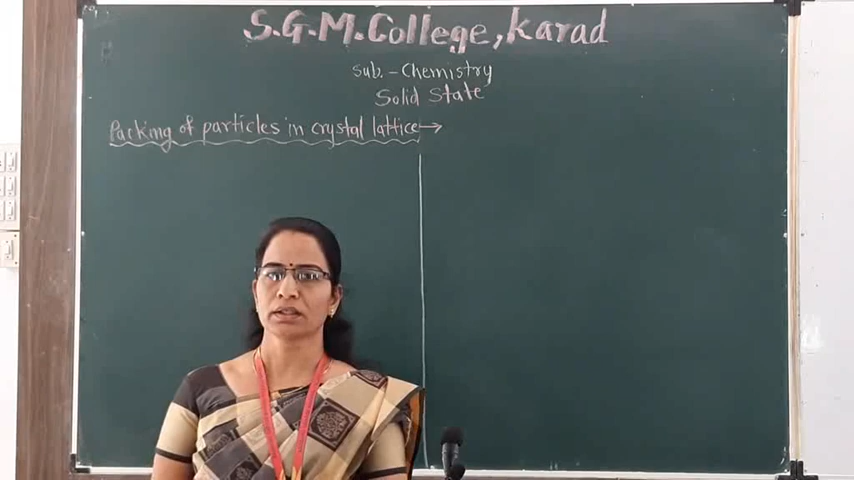 S.G.M.College, Karad
Sub. - Chemistry
Solid State
Packing of particles in crystal lattice →